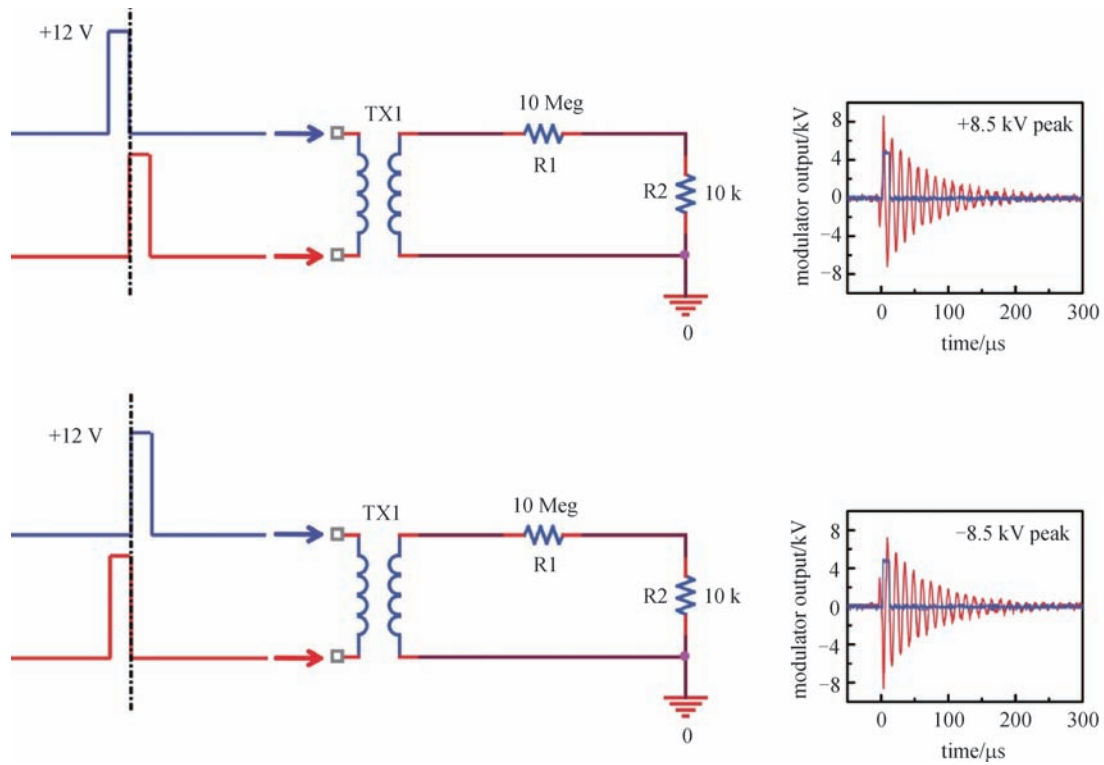 +12 V
TX1
10 Meg
R1
R2
10 k
0
modulator output/kV
8
4
0
−4
−8
+8.5 kV peak
0
100
200
300
time/μs
+12 V
TX1
10 Meg
R1
R2
10 k
0
modulator output/kV
8
4
0
−4
−8
−8.5 kV peak
0
100
200
300
time/μs